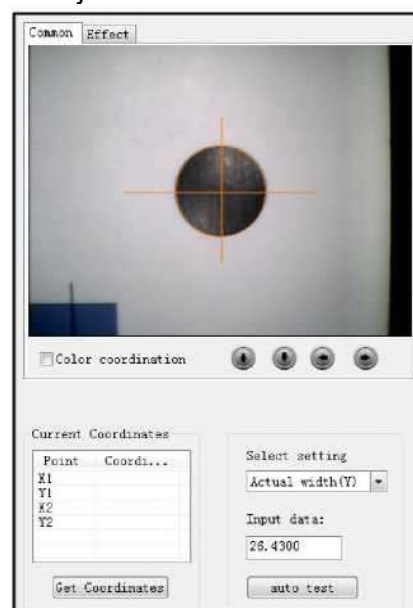 Common Effect
Color coordination
Current Coordinates
Point Coordi...
X1
Y1
X2
Y2
Get Coordinates
Select setting
Actual width(Y)
Input data:
26.4300
auto test